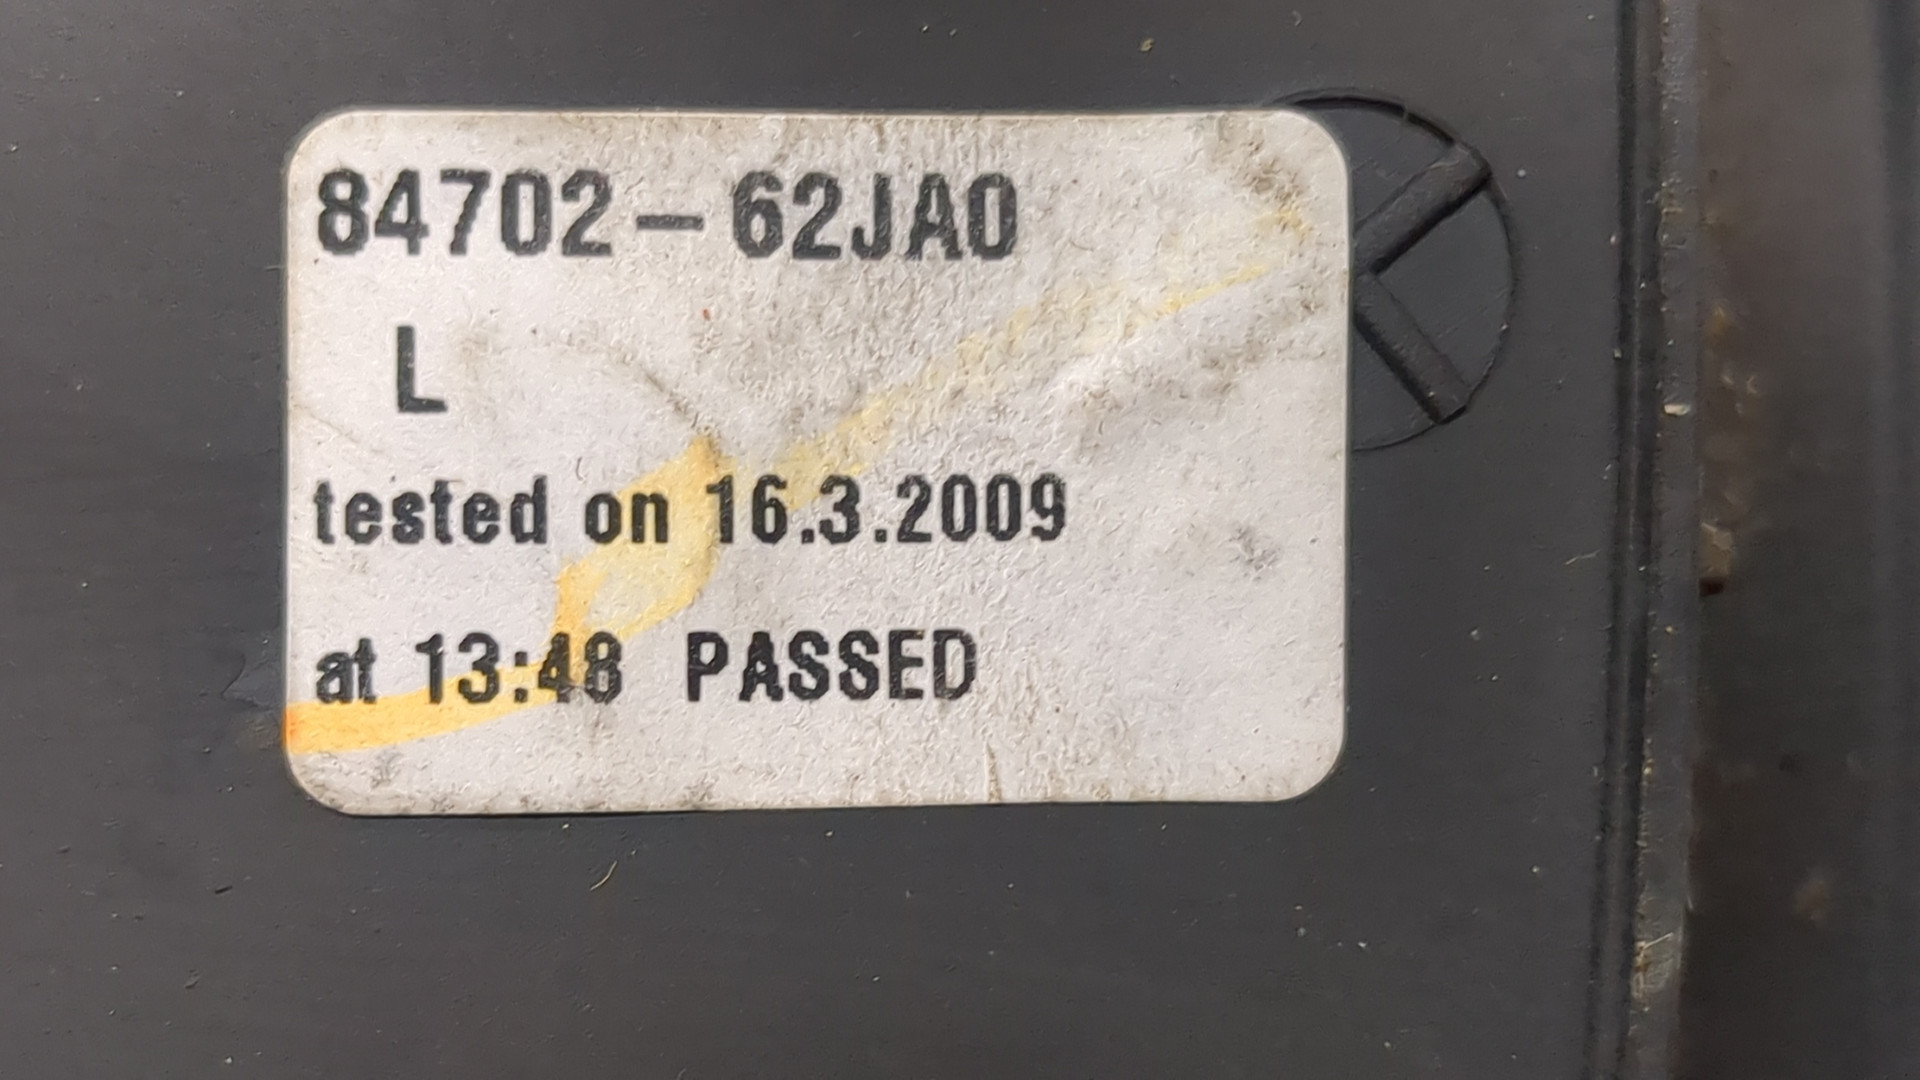 84702-62JA0
L
tested on 16.3.2009
at 13:48 PASSED